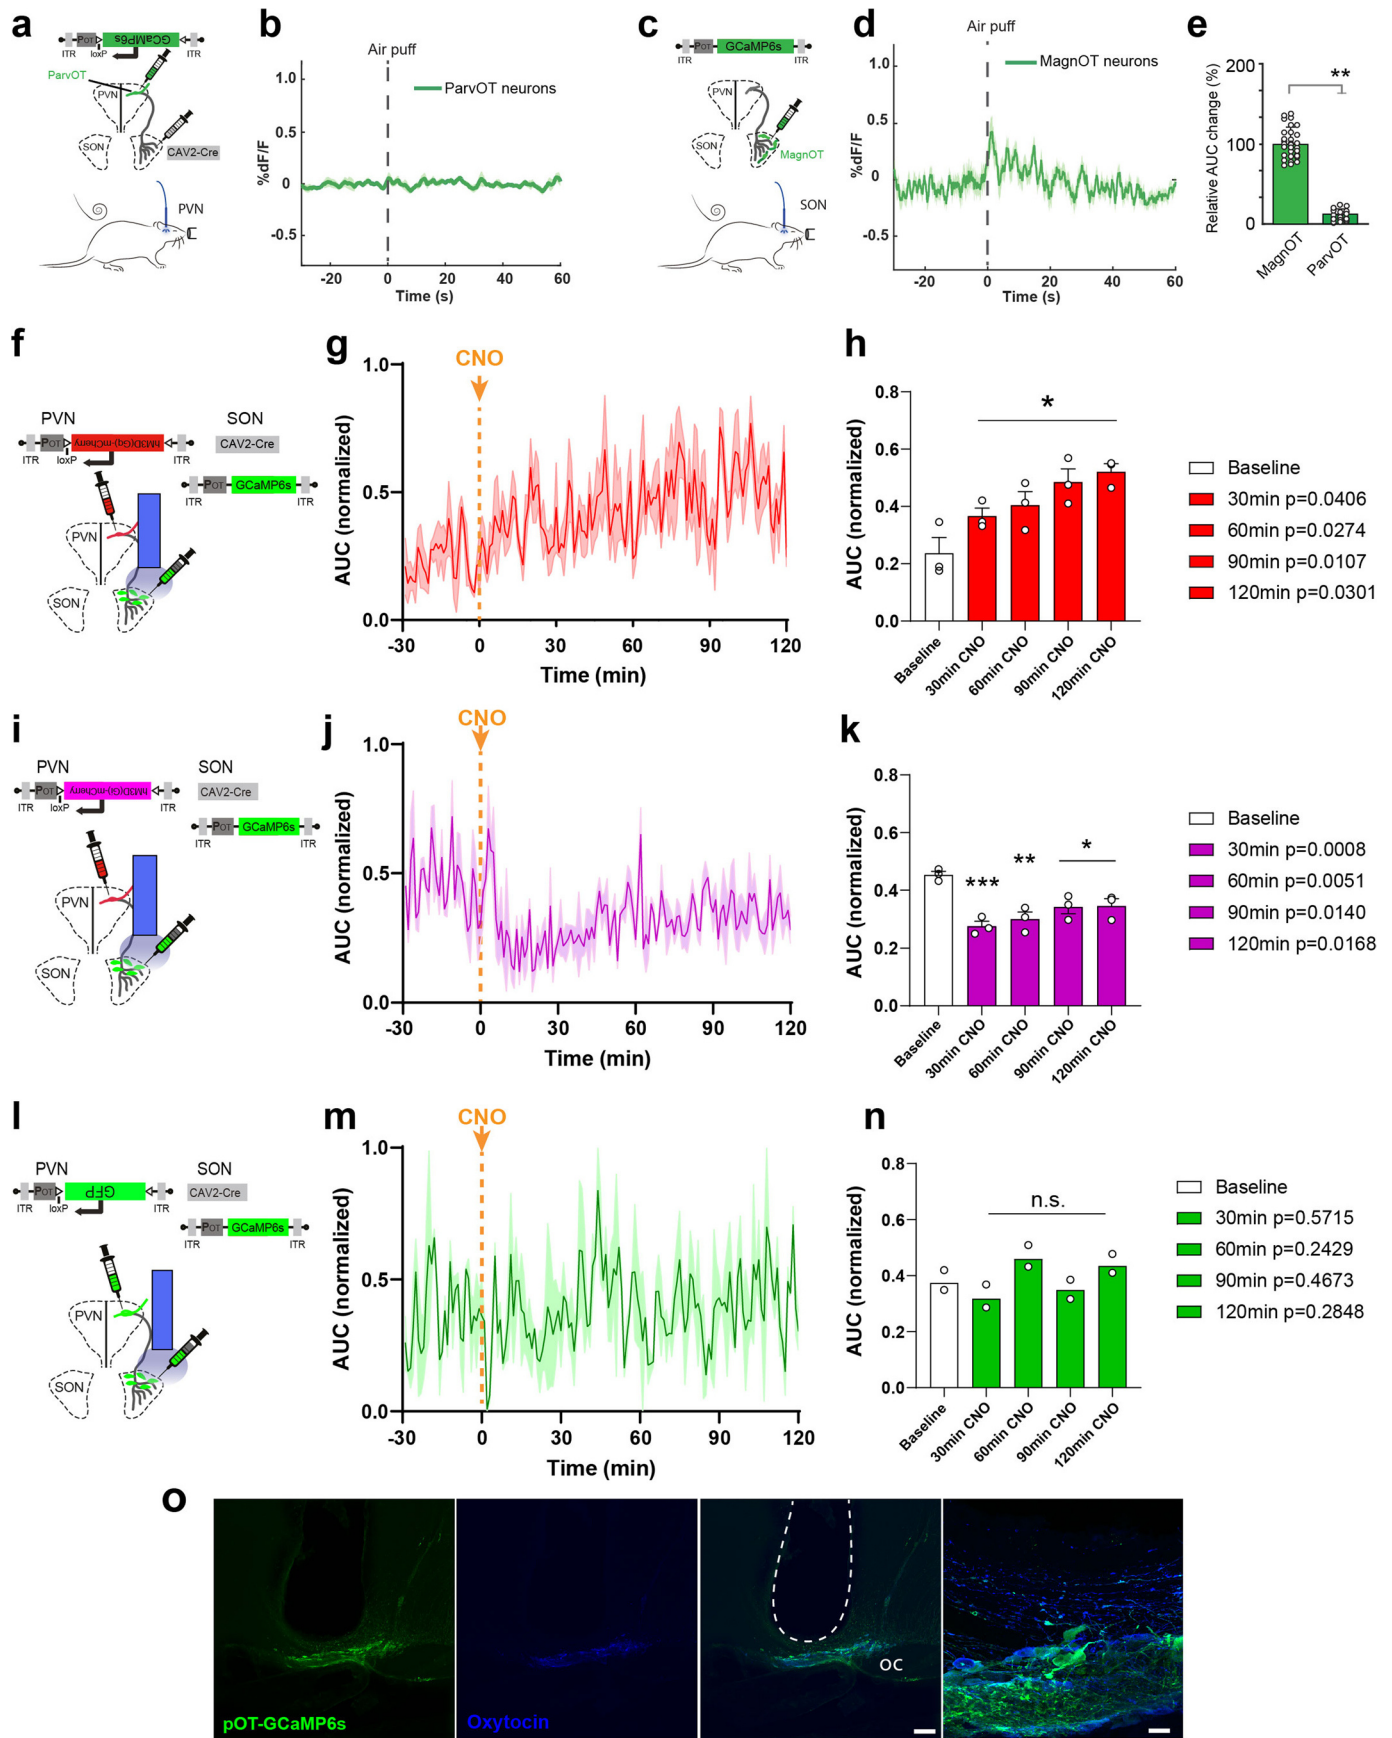 a
GCaMP6s
POT
ITR
loxP
ITR
ParvOT
PVN
SON
CAV2-Cre
PVN
b
Air puff
ParvOT neurons
%dF/F
1.0
0.5
0
-0.5
-20
0
20
40
60
Time (s)
c
POT
GCaMP6s
ITR
ITR
PVN
SON
MagnOT
SON
d
Air puff
MagnOT neurons
%dF/F
1.0
0.5
0
-0.5
-20
0
20
40
60
Time (s)
e
Relative AUC change (%)
200
100
0
**
MagnOT
ParvOT
f
PVN
SON
POT
hM3D(Gq)-mCherry
CAV2-Cre
ITR
loxP
ITR
POT
GCaMP6s
ITR
ITR
PVN
SON
g
CNO
AUC (normalized)
1.0
0.5
0.0
-30
0
30
60
90
120
Time (min)
h
AUC (normalized)
0.8
0.6
0.4
0.2
0.0
*
Baseline
30min CNO
60min CNO
90min CNO
120min CNO
Baseline
30min p=0.0406
60min p=0.0274
90min p=0.0107
120min p=0.0301
i
PVN
SON
POT
hM3D(Gi)-mCherry
CAV2-Cre
ITR
loxP
ITR
POT
GCaMP6s
ITR
ITR
PVN
SON
j
CNO
AUC (normalized)
1.0
0.5
0.0
-30
0
30
60
90
120
Time (min)
k
AUC (normalized)
0.8
0.6
0.4
0.2
0.0
***
**
*
Baseline
30min CNO
60min CNO
90min CNO
120min CNO
Baseline
30min p=0.0008
60min p=0.0051
90min p=0.0140
120min p=0.0168
l
PVN
SON
POT
GFP
CAV2-Cre
ITR
loxP
ITR
POT
GCaMP6s
ITR
ITR
PVN
SON
m
CNO
AUC (normalized)
1.0
0.5
0.0
-30
0
30
60
90
120
Time (min)
n
AUC (normalized)
0.8
0.6
0.4
0.2
0.0
n.s.
Baseline
30min CNO
60min CNO
90min CNO
120min CNO
Baseline
30min p=0.5715
60min p=0.2429
90min p=0.4673
120min p=0.2848
o
pOT-GCaMP6s
Oxytocin
OC